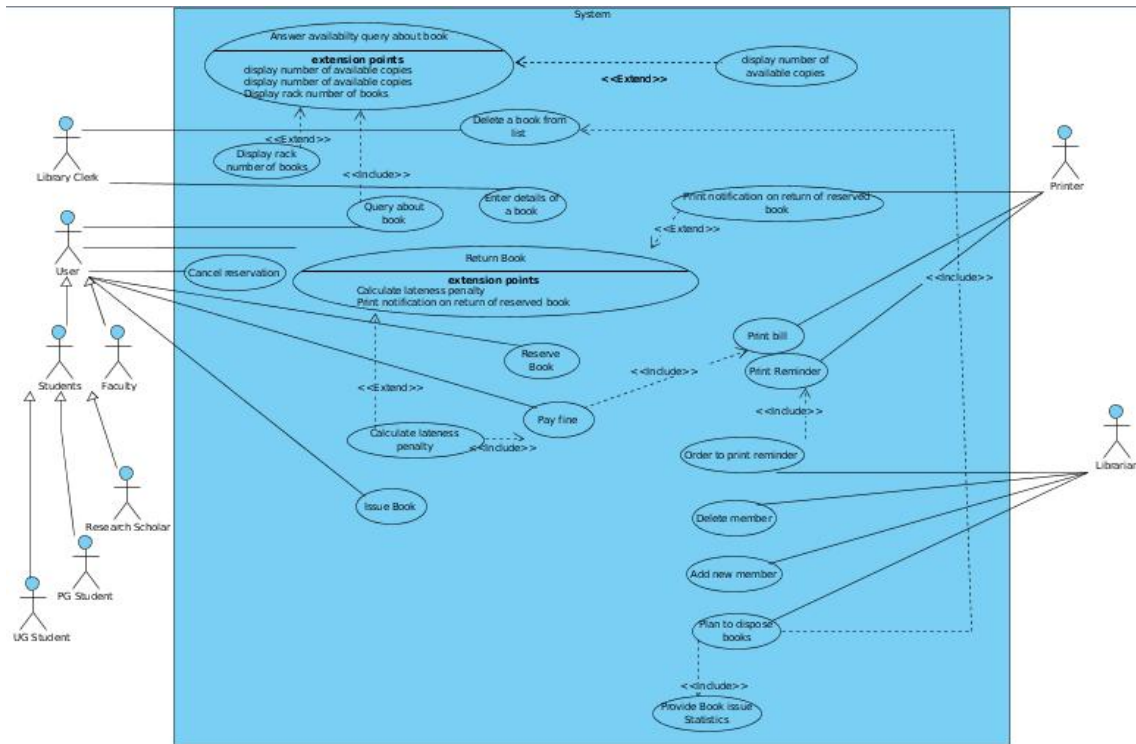 System
Answer availabilty query about book
extension points
display number of available copies
display number of available copies
Display rack number of books
<<Extend>>
display number of
available copies
Delete a book from
list
<<Extend>>
Display rack
number of books
Library Clerk
Printer
<<Include>>
Enter details of
a book
Print notification on return of reserved
book
Query about
book
<<Extend>>
User
Return Book
extension points
Calculate lateness penalty
Print notification on return of reserved book
Cancel reservation
<<Include>>
Print bill
Reserve
Book
Print Reminder
<<Include>>
Students
Faculty
<<Extend>>
<<Include>>
Pay fine
Calculate lateness
penalty
<<Include>>
Order to print reminder
Librarian
Issue Book
Research Scholar
Delete member
Add new member
PG Student
UG Student
Plan to dispose
books
<<Include>>
Provide Book issue
Statistics